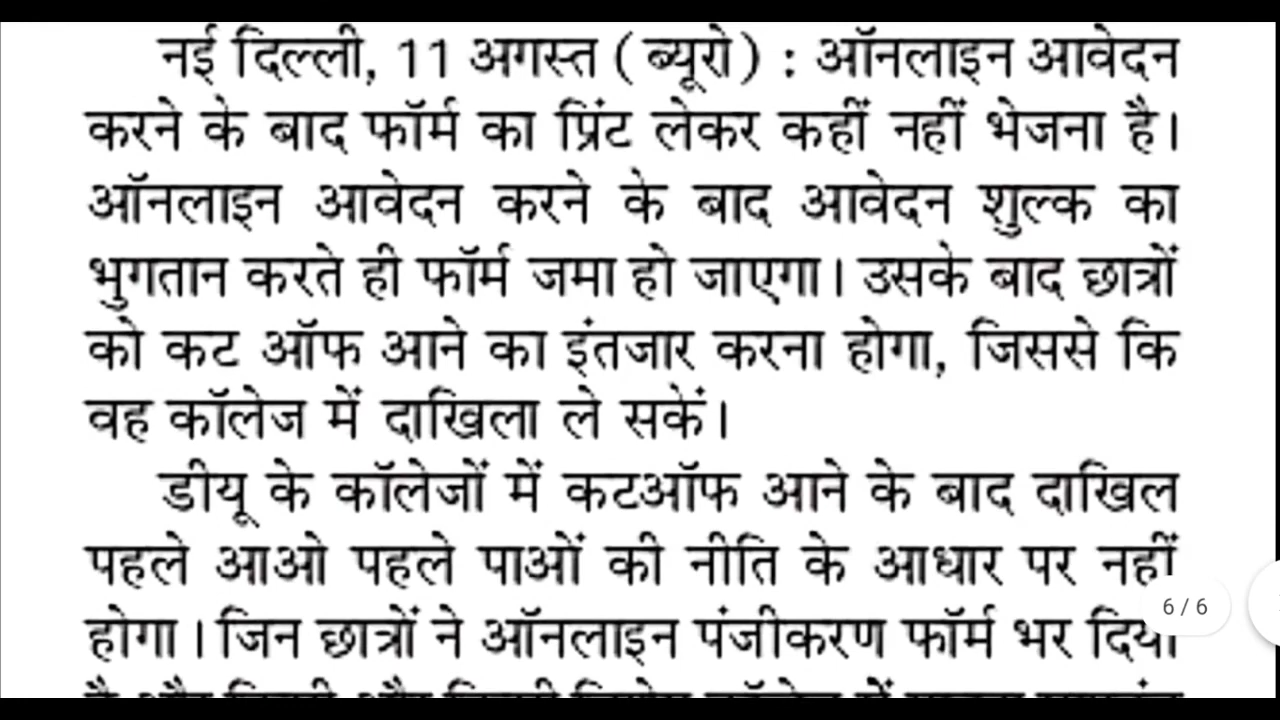 नई दिल्ली, 11 अगस्त ( ब्यूरो) : ऑनलाइन आवेदन
करने के बाद फॉर्म का प्रिंट लेकर कहीं नहीं भेजना है।
ऑनलाइन आवेदन करने के बाद आवेदन शुल्क का
भुगतान करते ही फॉर्म जमा हो जाएगा। उसके बाद छात्रों
को कट ऑफ आने का इंतजार करना होगा, जिससे कि
वह कॉलेज में दाखिला ले सकें।
डीयू के कॉलेजों में कटऑफ आने के बाद दाखिल
पहले आओ पहले पाओं की नीति के आधार पर नहीं
6 / 6
होगा। जिन छात्रों ने ऑनलाइन पंजीकरण फॉर्म भर दिया